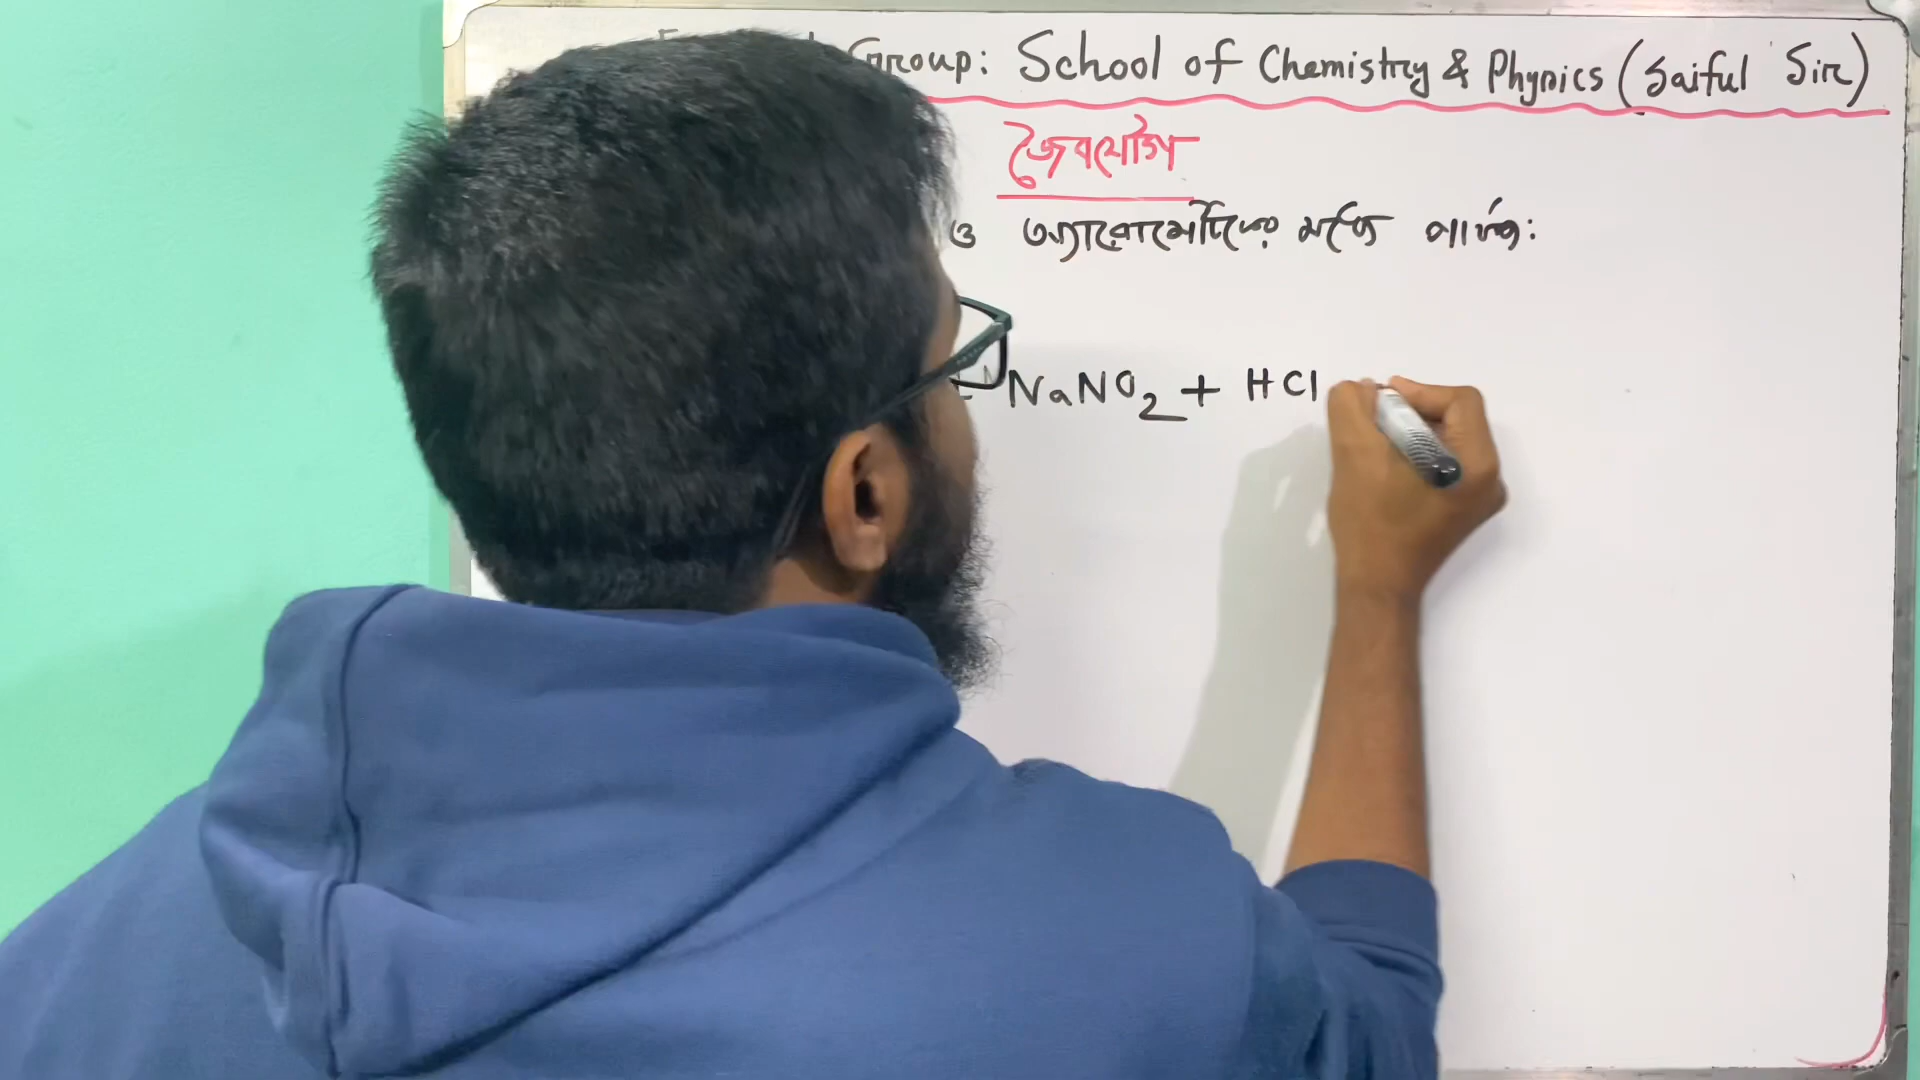 Group: School of Chemistry & Physics (Saiful Sir)
জৈবযৌগ
ও অ্যারোমেটিকের মধ্যে পার্থক্য:
NaNO2 + HCl